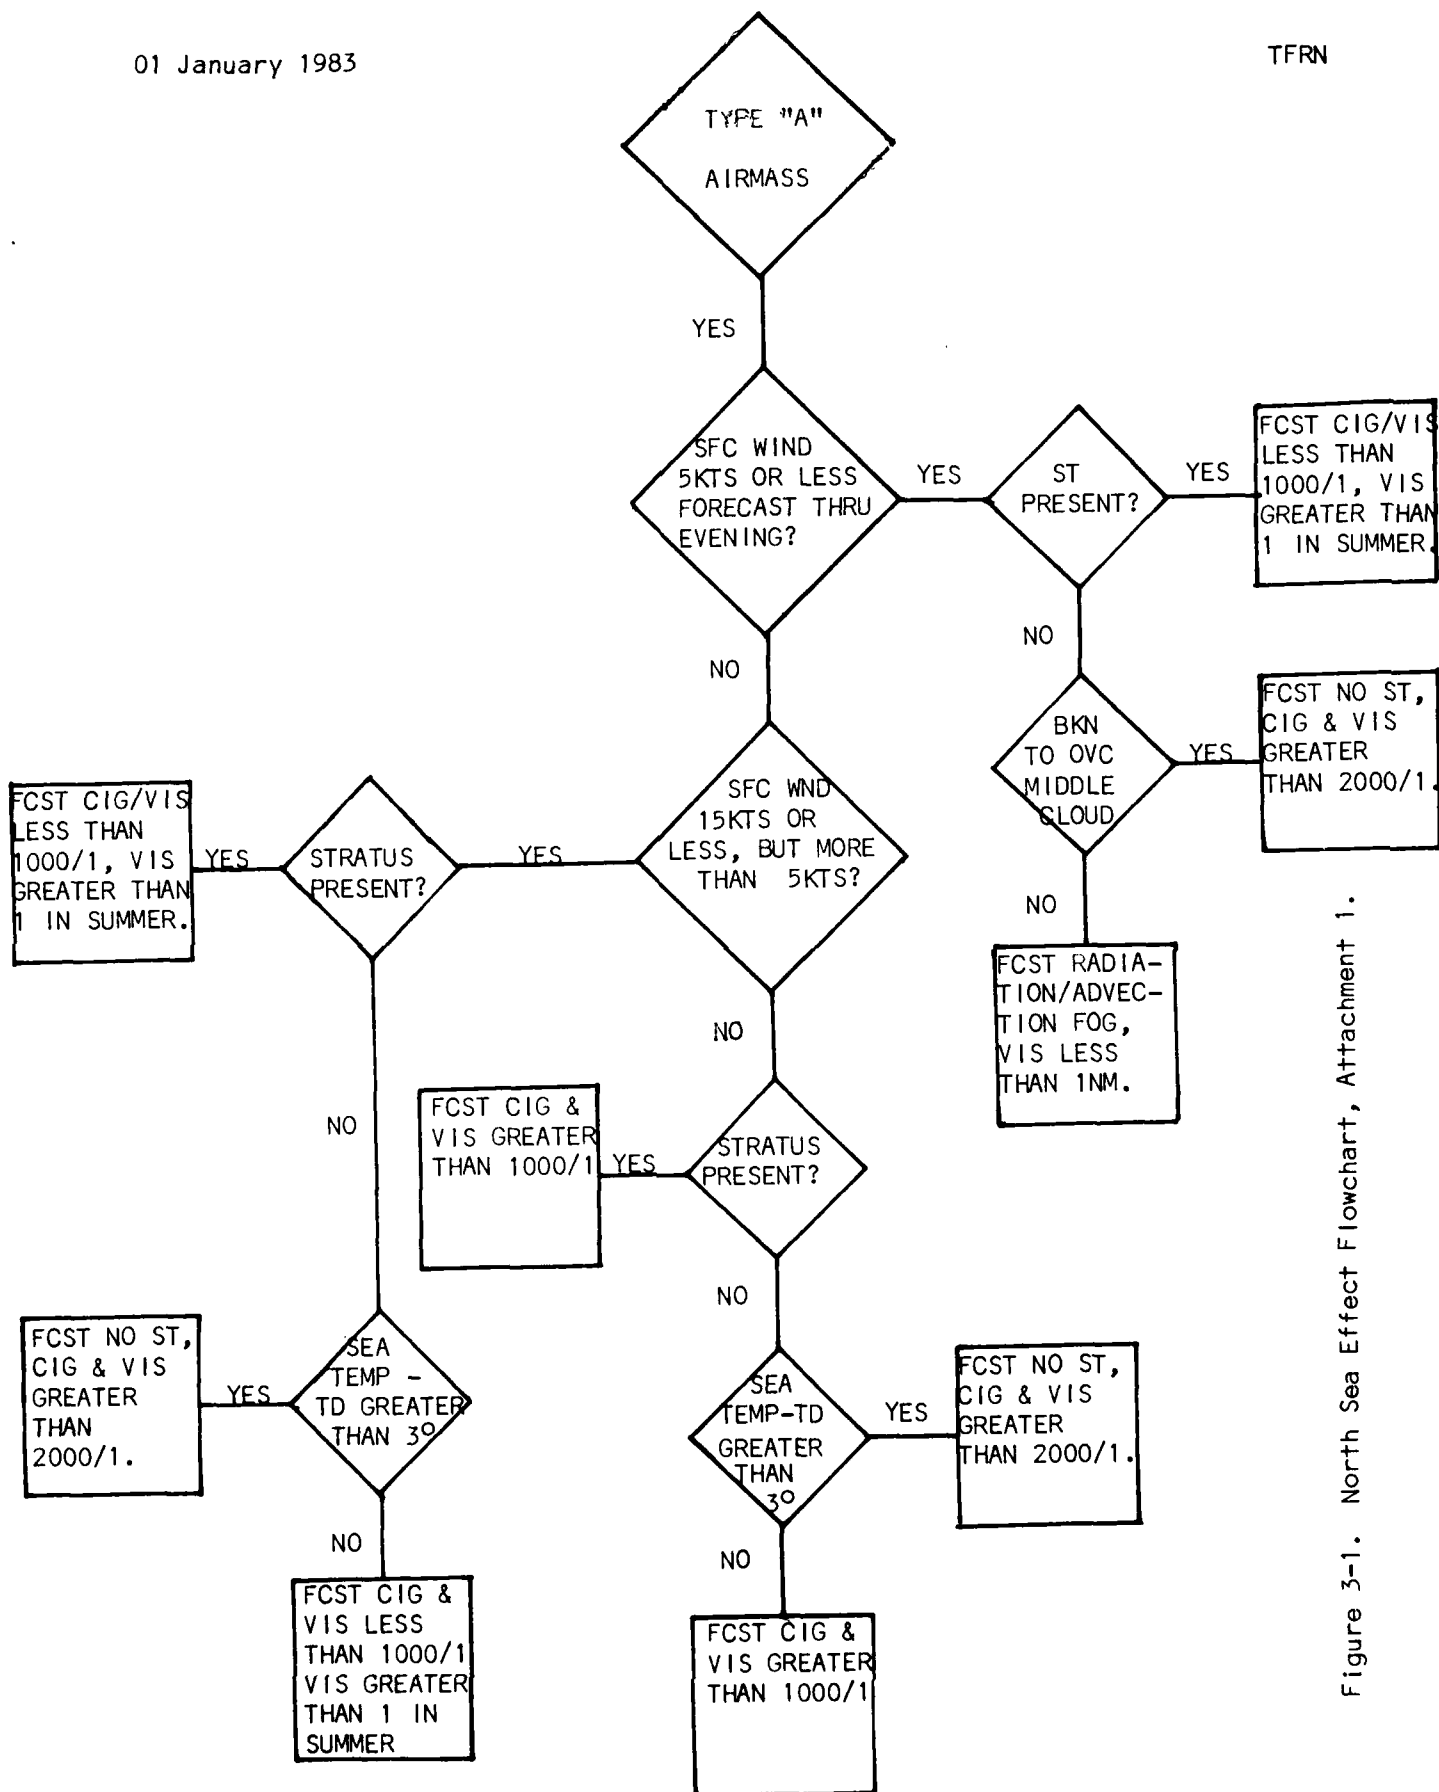 01 January 1983
TFRN
TYPE "A"
AIRMASS
YES
SFC WIND
5KTS OR LESS
FORECAST THRU
EVENING?
YES
ST
PRESENT?
YES
FCST CIG/VIS
LESS THAN
1000/1, VIS
GREATER THAN
1 IN SUMMER.
NO
BKN
TO OVC
MIDDLE
CLOUD
YES
FCST NO ST,
CIG & VIS
GREATER
THAN 2000/1.
NO
FCST RADIA-
TION/ADVEC-
TION FOG,
VIS LESS
THAN 1NM.
NO
SFC WND
15KTS OR
LESS, BUT MORE
THAN 5KTS?
YES
STRATUS
PRESENT?
YES
FCST CIG/VIS
LESS THAN
1000/1, VIS
GREATER THAN
1 IN SUMMER.
NO
SEA
TEMP -
TD GREATER
THAN 3°
YES
FCST NO ST,
CIG & VIS
GREATER
THAN
2000/1.
NO
FCST CIG &
VIS LESS
THAN 1000/1
VIS GREATER
THAN 1 IN
SUMMER
NO
STRATUS
PRESENT?
YES
FCST CIG &
VIS GREATER
THAN 1000/1
NO
SEA
TEMP-TD
GREATER
THAN
3°
YES
FCST NO ST,
CIG & VIS
GREATER
THAN 2000/1.
NO
FCST CIG &
VIS GREATER
THAN 1000/1
Figure 3-1. North Sea Effect Flowchart, Attachment 1.